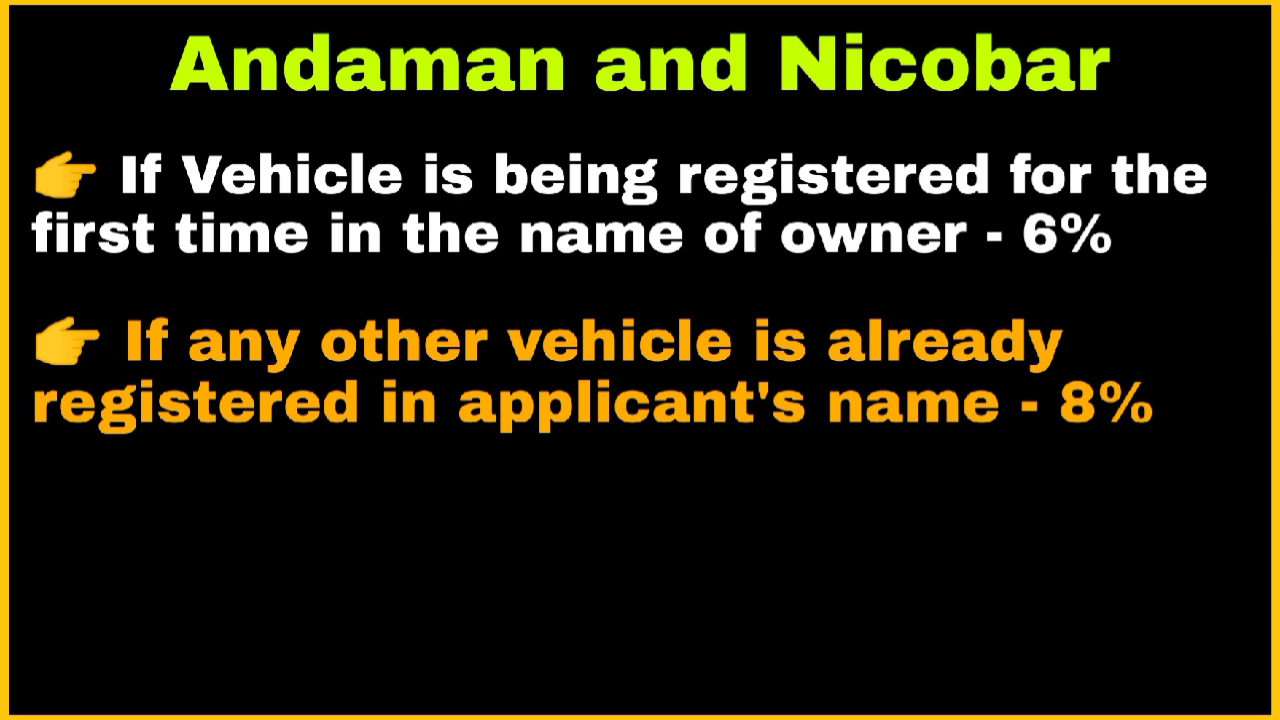 Andaman and Nicobar
👉 If Vehicle is being registered for the
first time in the name of owner - 6%
👉 If any other vehicle is already
registered in applicant's name - 8%